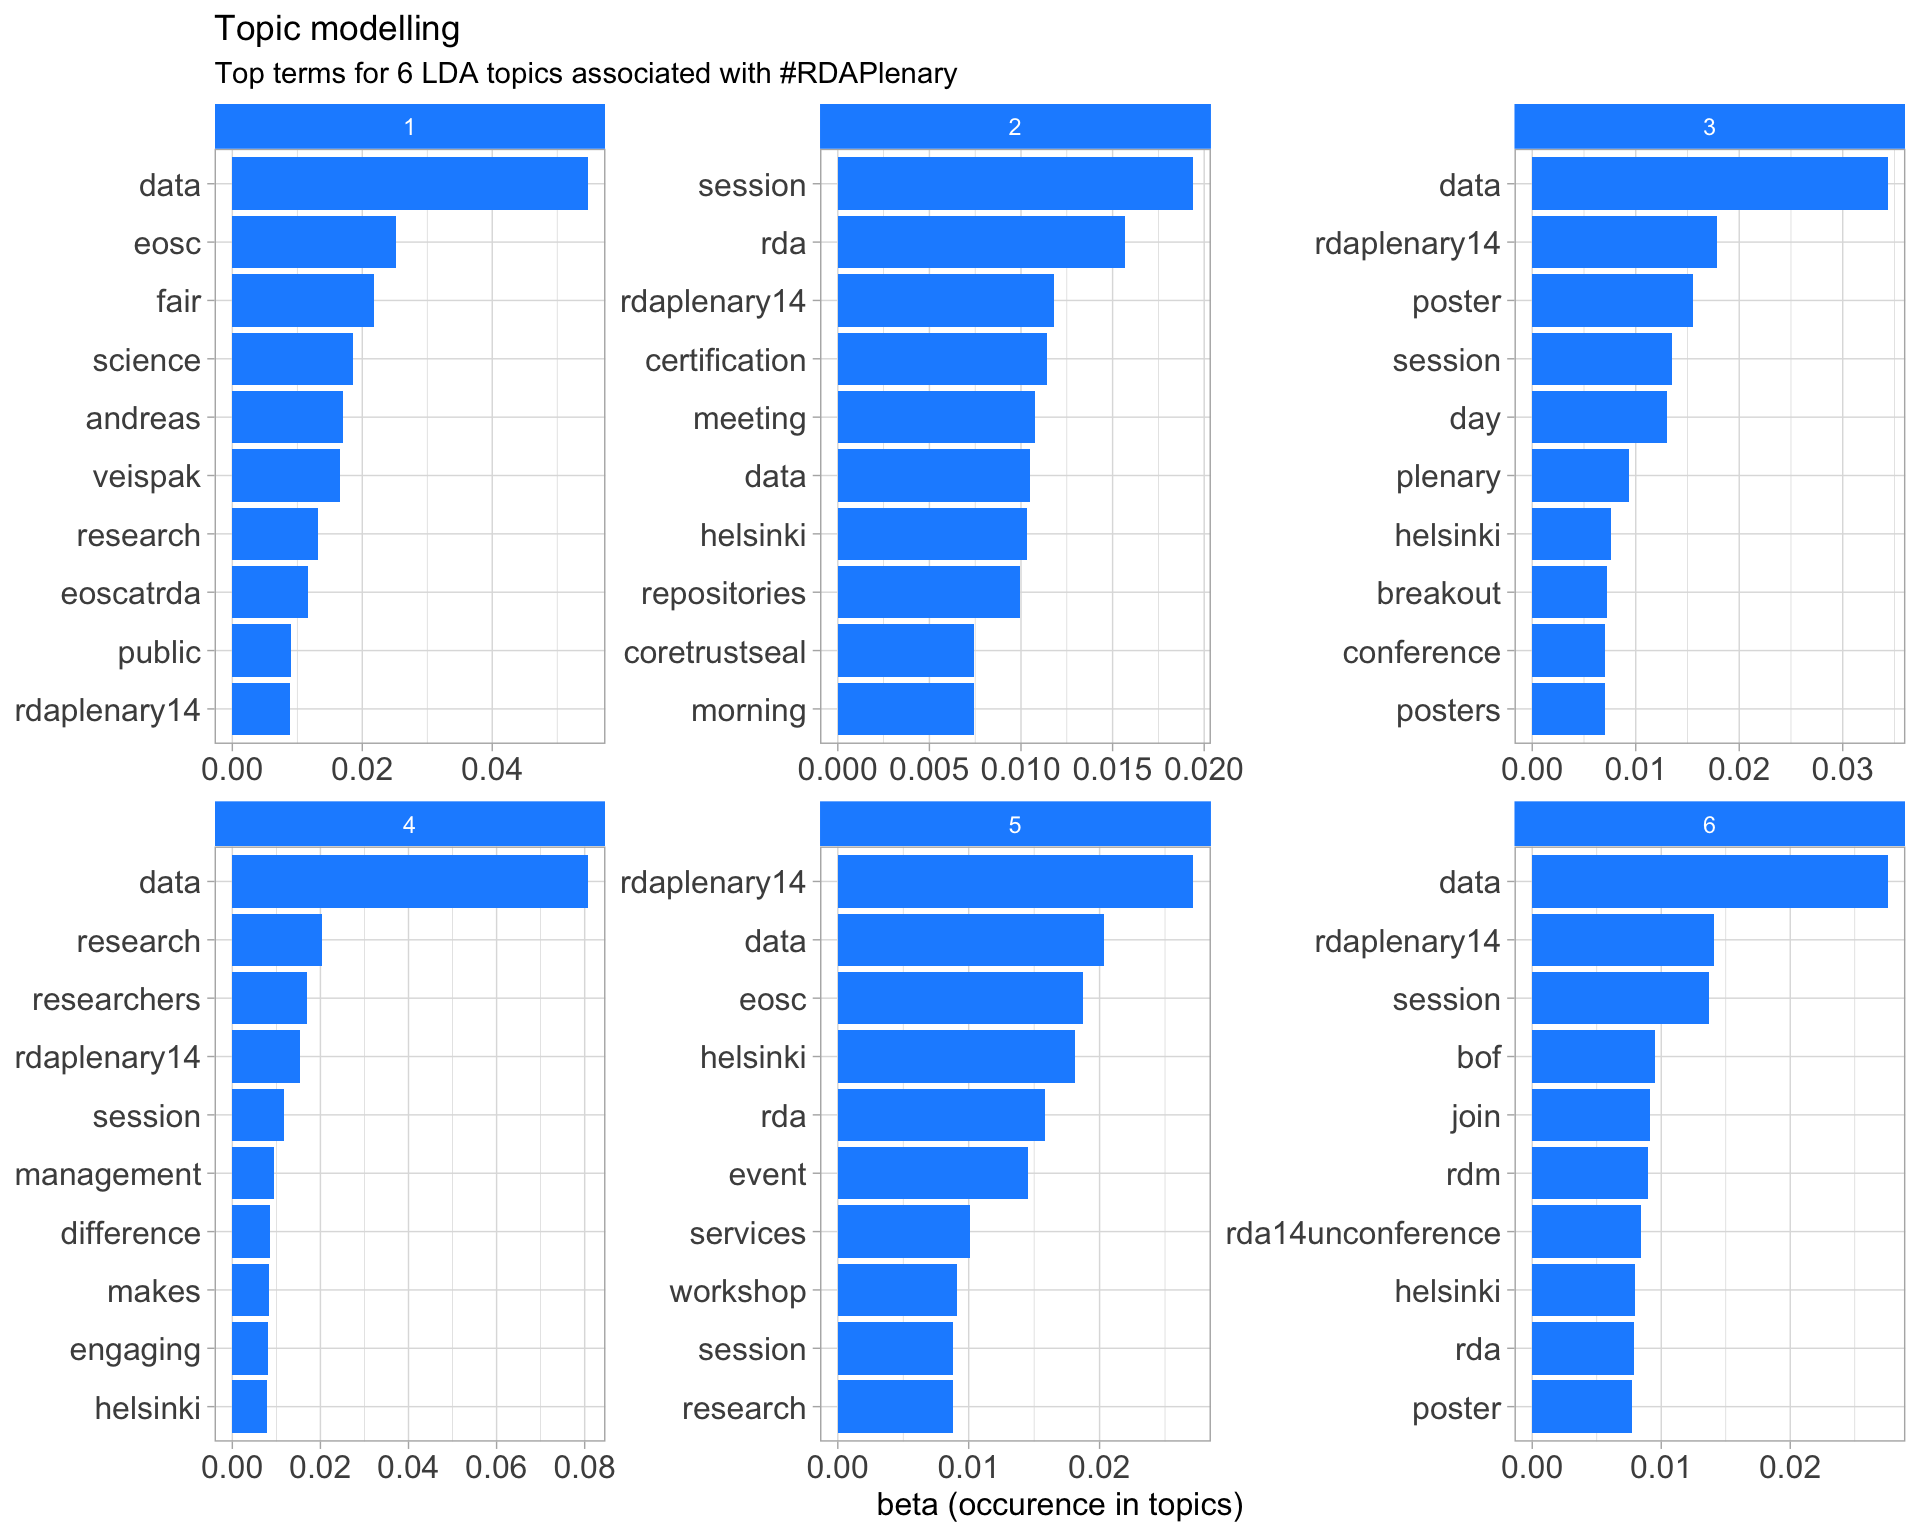 Topic modelling
Top terms for 6 LDA topics associated with #RDAPlenary
1
data
eosc
fair
science
andreas
veispak
research
eoscatrda
public
rdaplenary14
0.00 0.02 0.04
2
session
rda
rdaplenary14
certification
meeting
data
helsinki
repositories
coretrustseal
morning
0.000 0.005 0.010 0.015 0.020
3
data
rdaplenary14
poster
session
day
plenary
helsinki
breakout
conference
posters
0.00 0.01 0.02 0.03
4
data
research
researchers
rdaplenary14
session
management
difference
makes
engaging
helsinki
0.00 0.02 0.04 0.06 0.08
5
rdaplenary14
data
eosc
helsinki
rda
event
services
workshop
session
research
0.00 0.01 0.02
6
data
rdaplenary14
session
bof
join
rdm
rda14unconference
helsinki
rda
poster
0.00 0.01 0.02
beta (occurence in topics)